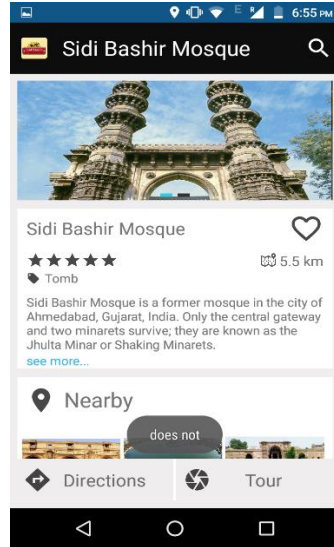 E R 6:55 PM
Sidi Bashir Mosque
Sidi Bashir Mosque
5.5 km
Tomb
Sidi Bashir Mosque is a former mosque in the city of
Ahmedabad, Gujarat, India. Only the central gateway
and two minarets survive; they are known as the
Jhulta Minar or Shaking Minarets.
see more...
Nearby
does not
Directions Tour